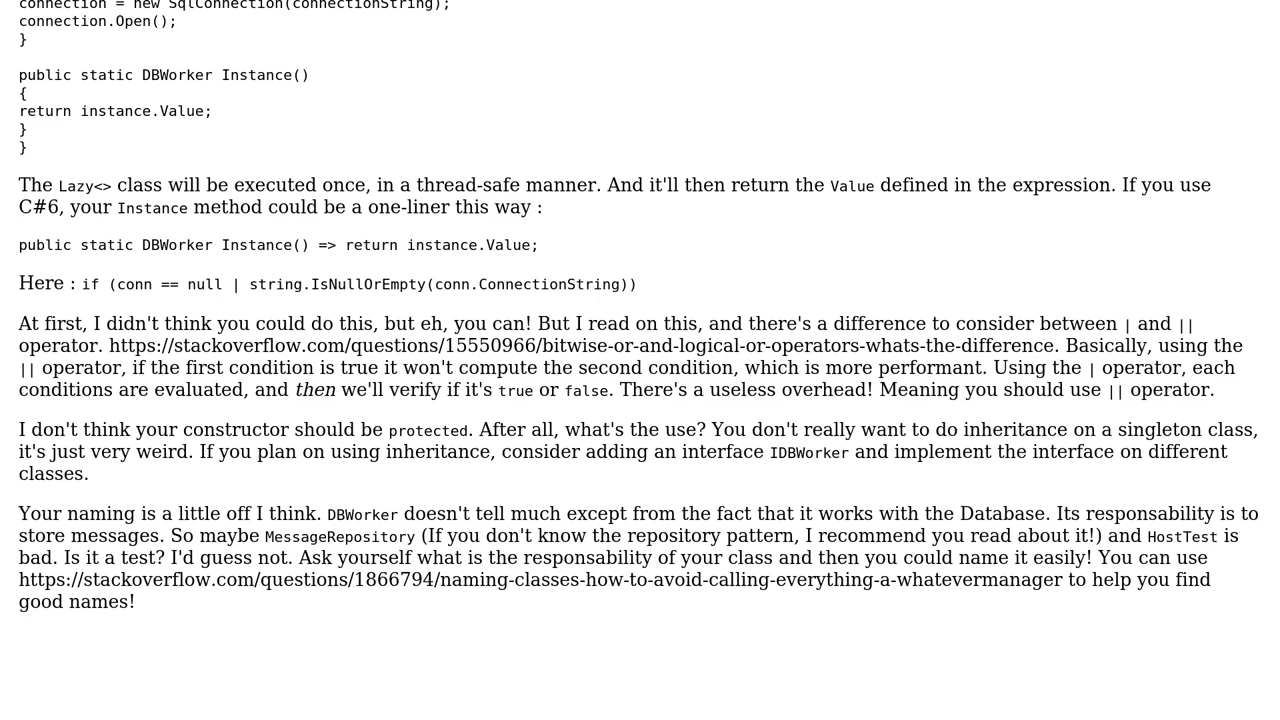 connection = new SqlConnection(connectionString);
connection.Open();
}
public static DBWorker Instance()
{
return instance.Value;
}
}
The Lazy<> class will be executed once, in a thread-safe manner. And it'll then return the Value defined in the expression. If you use
C#6, your Instance method could be a one-liner this way :
public static DBWorker Instance() => return instance.Value;
Here : if (conn == null | string.IsNullOrEmpty(conn.ConnectionString))
At first, I didn't think you could do this, but eh, you can! But I read on this, and there's a difference to consider between | and ||
operator. https://stackoverflow.com/questions/15550966/bitwise-or-and-logical-or-operators-whats-the-difference. Basically, using the
|| operator, if the first condition is true it won't compute the second condition, which is more performant. Using the | operator, each
conditions are evaluated, and then we'll verify if it's true or false. There's a useless overhead! Meaning you should use || operator.
I don't think your constructor should be protected. After all, what's the use? You don't really want to do inheritance on a singleton class,
it's just very weird. If you plan on using inheritance, consider adding an interface IDBWorker and implement the interface on different
classes.
Your naming is a little off I think. DBWorker doesn't tell much except from the fact that it works with the Database. Its responsability is to
store messages. So maybe MessageRepository (If you don't know the repository pattern, I recommend you read about it!) and HostTest is
bad. Is it a test? I'd guess not. Ask yourself what is the responsability of your class and then you could name it easily! You can use
https://stackoverflow.com/questions/1866794/naming-classes-how-to-avoid-calling-everything-a-whatevermanager to help you find
good names!